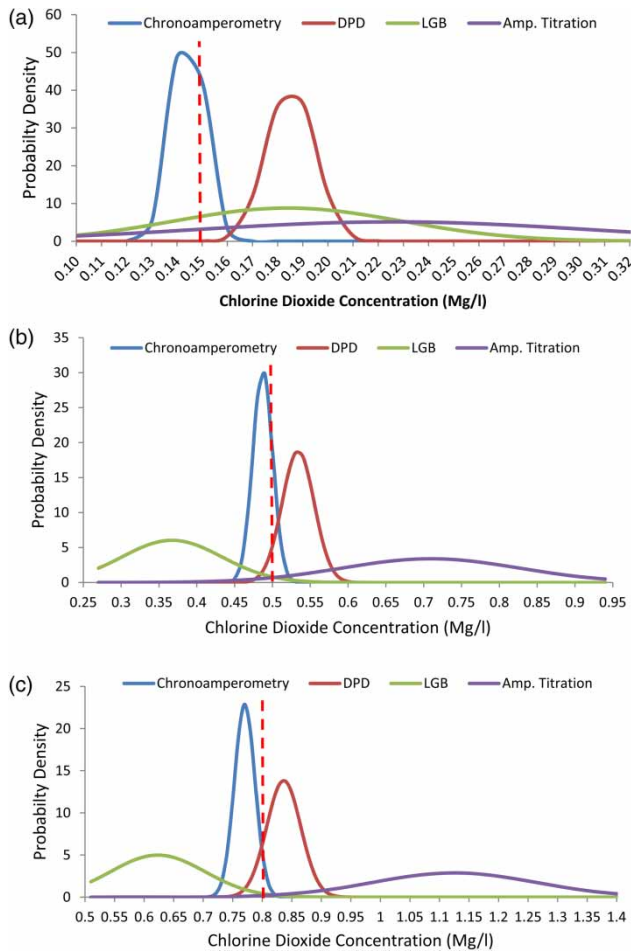 (a)
Chronoamperometry DPD LGB Amp. Titration
60
50
40
30
20
10
0
Probabilty Density
0.10 0.11 0.12 0.13 0.14 0.15 0.16 0.17 0.18 0.19 0.20 0.21 0.22 0.23 0.24 0.25 0.26 0.27 0.28 0.29 0.30 0.31 0.32
Chlorine Dioxide Concentration (Mg/l)
(b)
Chronoamperometry DPD LGB Amp. Titration
35
30
25
20
15
10
5
0
Probabilty Density
0.25 0.3 0.35 0.4 0.45 0.5 0.55 0.6 0.65 0.7 0.75 0.8 0.85 0.9 0.95
Chlorine Dioxide Concentration (Mg/l)
(c)
Chronoamperometry DPD LGB Amp. Titration
25
20
15
10
5
0
Probabilty Density
0.5 0.55 0.6 0.65 0.7 0.75 0.8 0.85 0.9 0.95 1 1.05 1.1 1.15 1.2 1.25 1.3 1.35 1.4
Chlorine Dioxide Concentration (Mg/l)